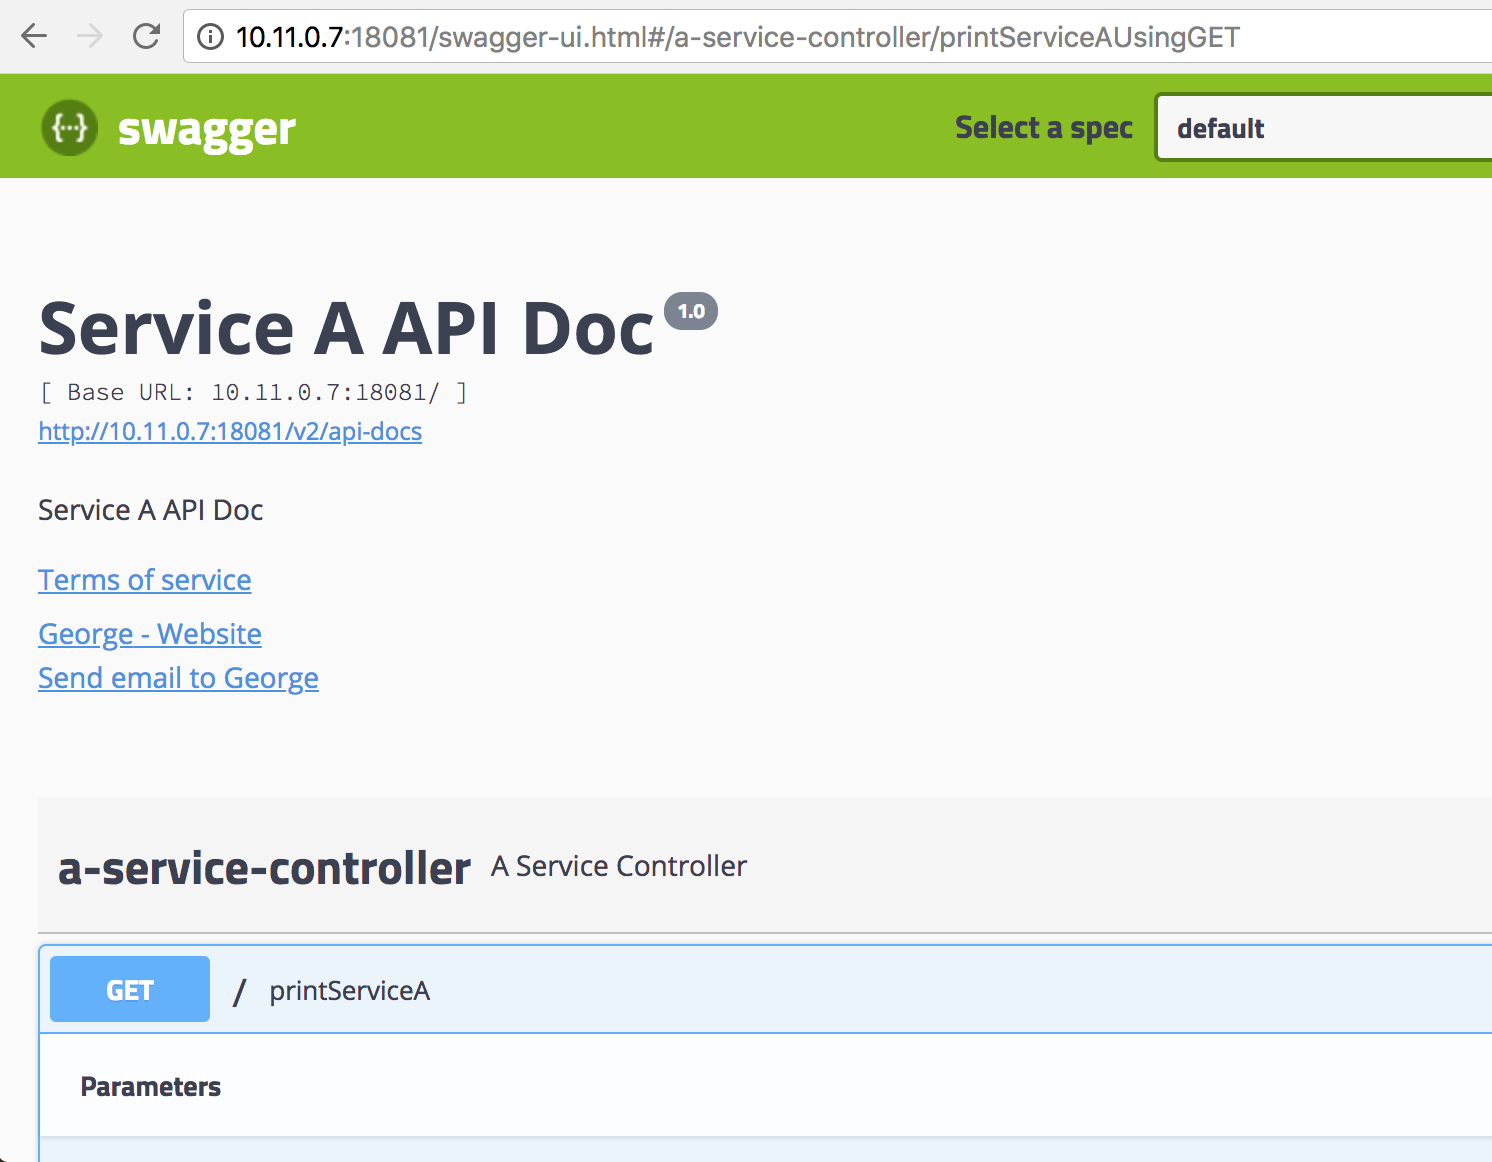 10.11.0.7:18081/swagger-ui.html#/a-service-controller/printServiceAUsingGET
{···} swagger Select a spec default
Service A API Doc 1.0
[ Base URL: 10.11.0.7:18081/ ]
http://10.11.0.7:18081/v2/api-docs
Service A API Doc
Terms of service
George - Website
Send email to George
a-service-controller A Service Controller
GET / printServiceA
Parameters